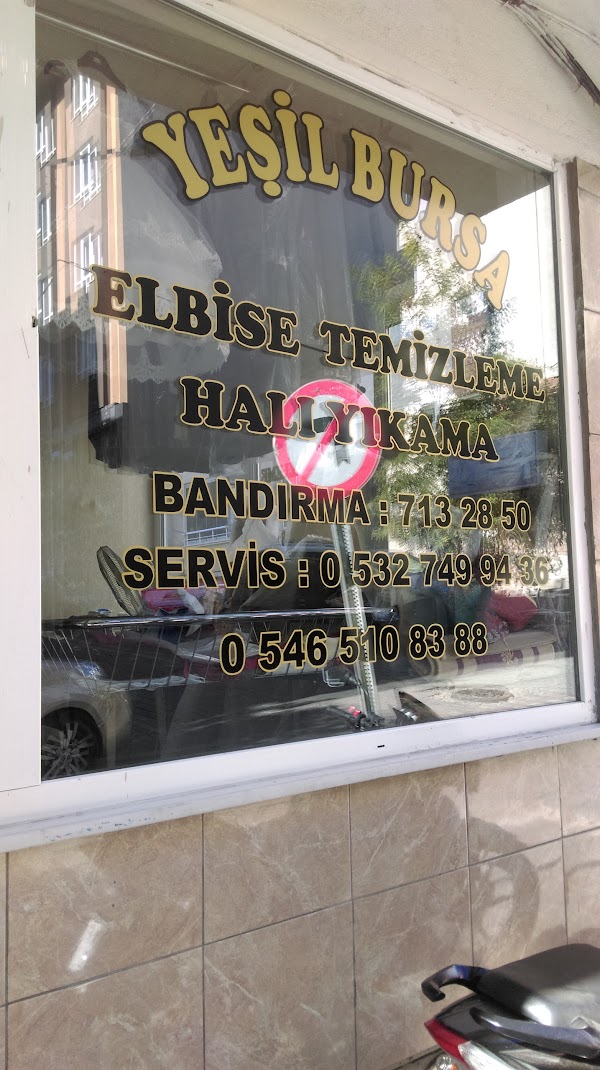 YEŞİL BURSA
ELBİSE TEMİZLEME
HALI YIKAMA
BANDIRMA : 713 28 50
SERVİS : 0 532 749 94 36
0 546 510 83 88